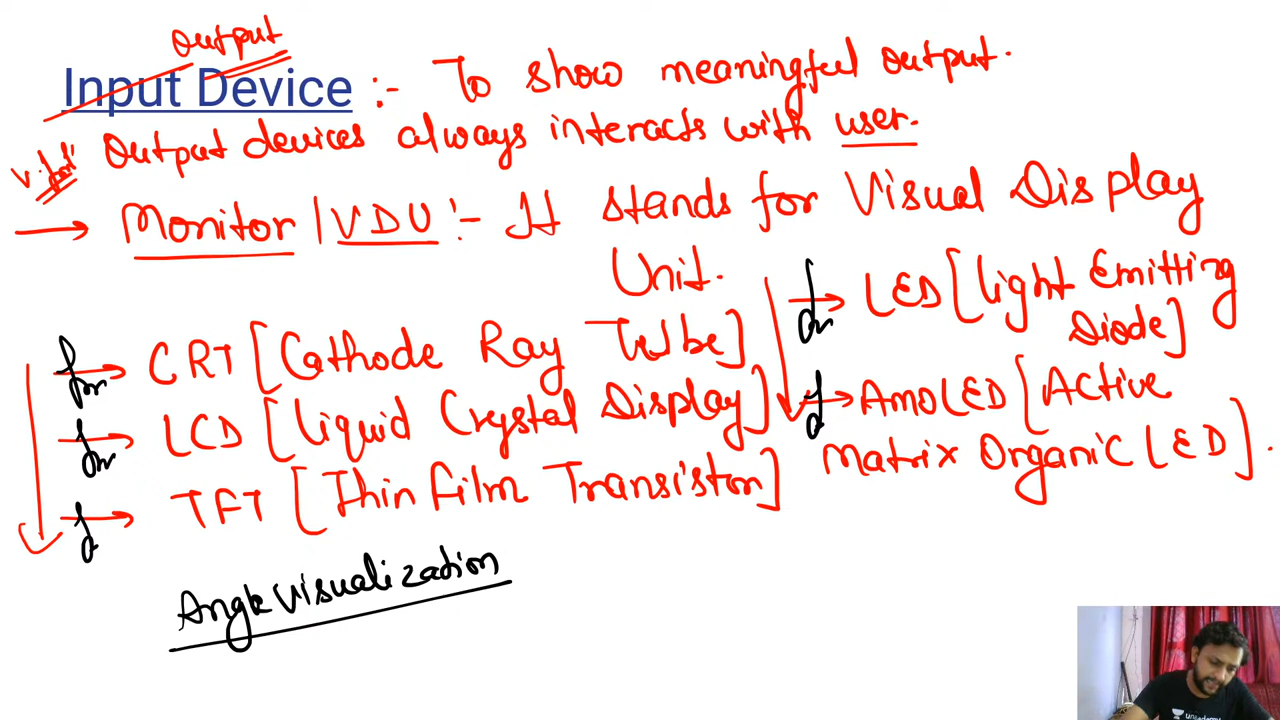 Output
Input Device :- To show meaningful output.
v.Imp" Output devices always interacts with user.
→ Monitor / VDU :- It stands for Visual Display
Unit.
→ CRT [Cathode Ray Tube]
→ LCD [Liquid Crystal Display]
→ TFT [Thin Film Transistor]
→ LED [Light Emitting
Diode]
→ AMOLED [Active
Matrix Organic LED].
Angle Visualization